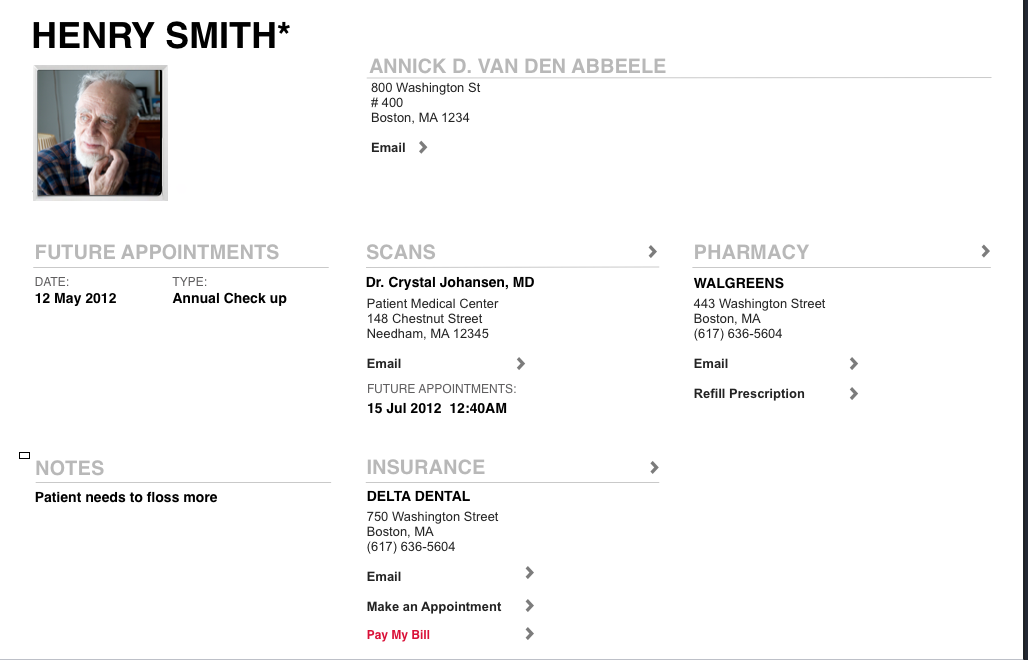 HENRY SMITH*
ANNICK D. VAN DEN ABBEELE
800 Washington St
# 400
Boston, MA 1234
Email
FUTURE APPOINTMENTS
DATE: TYPE:
12 May 2012 Annual Check up
SCANS
Dr. Crystal Johansen, MD
Patient Medical Center
148 Chestnut Street
Needham, MA 12345
Email
FUTURE APPOINTMENTS:
15 Jul 2012 12:40AM
PHARMACY
WALGREENS
443 Washington Street
Boston, MA
(617) 636-5604
Email
Refill Prescription
NOTES
Patient needs to floss more
INSURANCE
DELTA DENTAL
750 Washington Street
Boston, MA
(617) 636-5604
Email
Make an Appointment
Pay My Bill